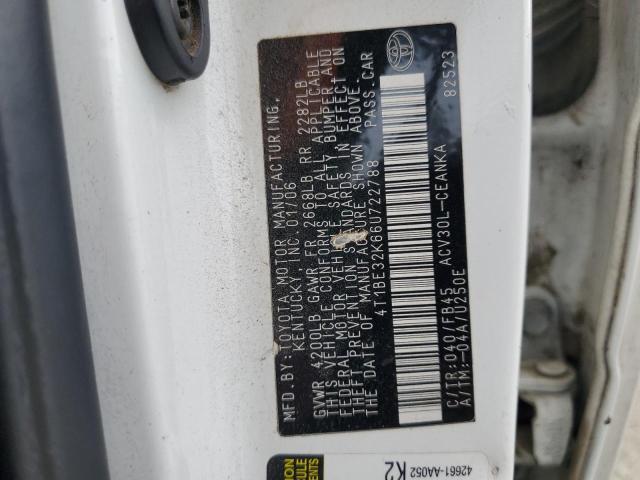 MFD. BY: TOYOTA MOTOR MANUFACTURING,
KENTUCKY, INC. 01/06
GVWR 4200LB GAWR FR 2668LB RR 2282LB
THIS VEHICLE CONFORMS TO ALL APPLICABLE
FEDERAL MOTOR VEHICLE SAFETY, BUMPER, AND
THEFT PREVENTION STANDARDS IN EFFECT ON
THE DATE OF MANUFACTURE SHOWN ABOVE.
4T1BE32K66U722788 PASS. CAR
C/TR: 040/FB45 ACV30L-CEANKA 82523
A/TM: -04A/U250E
42661-AA052
K2